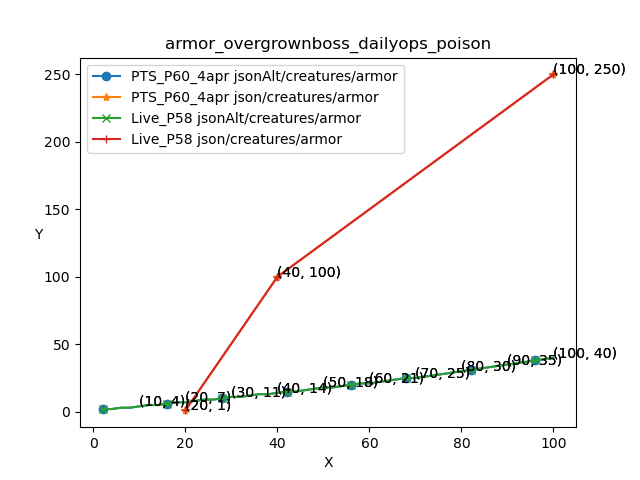 armor_overgrownboss_dailyops_poison
PTS_P60_4apr jsonAlt/creatures/armor
PTS_P60_4apr json/creatures/armor
Live_P58 jsonAlt/creatures/armor
Live_P58 json/creatures/armor
(100, 250)
(40, 100)
(100, 40)
(90, 35)
(80, 30)
(70, 25)
(60, 21)
(50, 18)
(40, 14)
(30, 11)
(20, 7)
(10, 4)
(20, 1)
250
200
150
100
50
0
Y
0 20 40 60 80 100
X